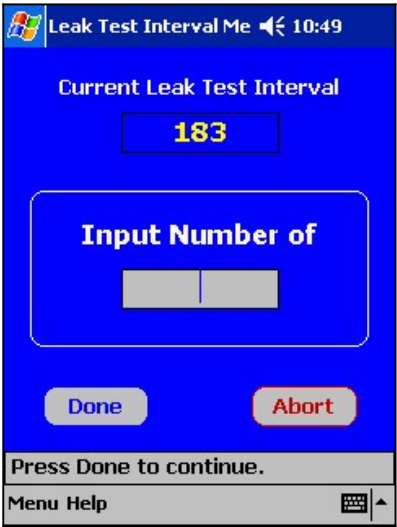 Leak Test Interval Me 10:49
Current Leak Test Interval
183
Input Number of
Done Abort
Press Done to continue.
Menu Help